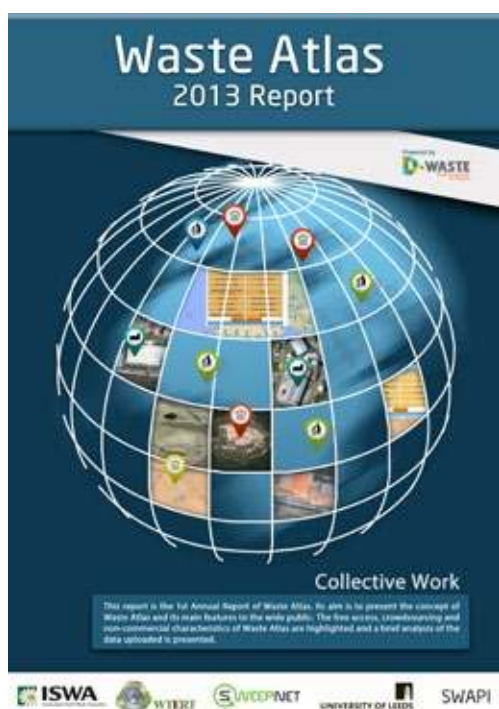 Waste Atlas
2013 Report
Powered by
D-WASTE
Collective Work
This report is the 1st Annual Report of Waste Atlas. Its aim is to present the concept of
Waste Atlas and its main features to the wide public. The free access, crowdsourcing and
non-commercial characteristics of Waste Atlas are highlighted and a brief analysis of the
data uploaded is presented.
ISWA
WTERT
SWEEPNET
UNIVERSITY OF LEEDS
SWAPI